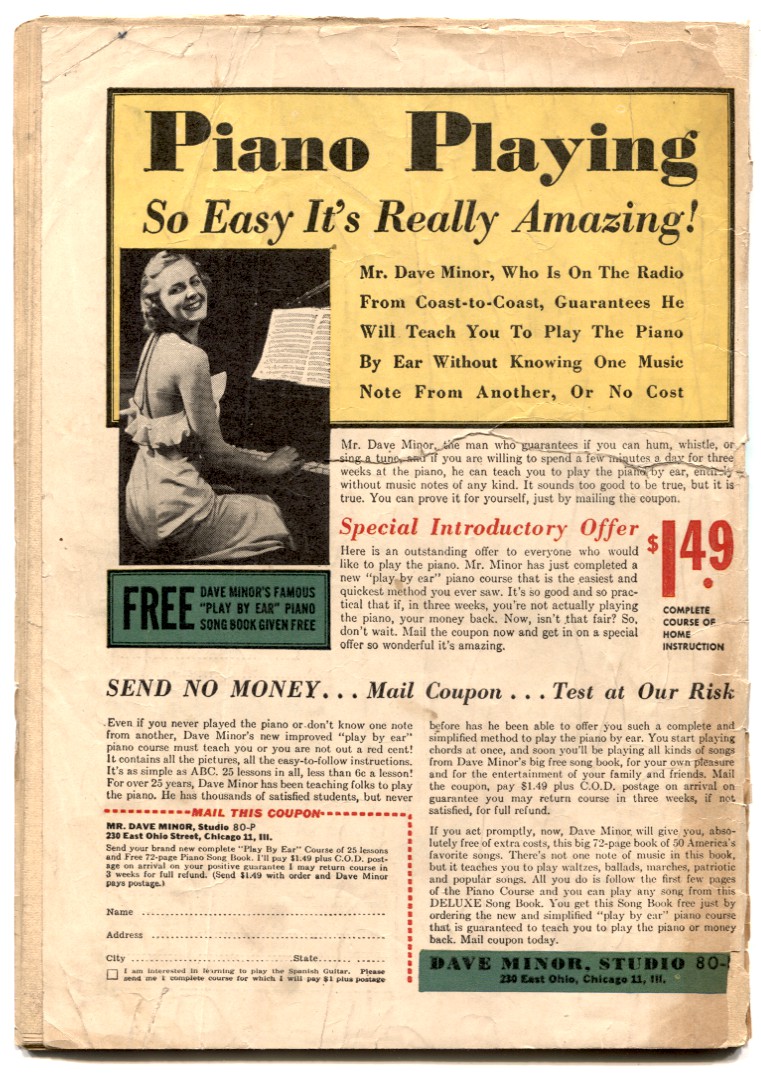 Piano Playing
So Easy It's Really Amazing!
Mr. Dave Minor, Who Is On The Radio
From Coast-to-Coast, Guarantees He
Will Teach You To Play The Piano
By Ear Without Knowing One Music
Note From Another, Or No Cost
Mr. Dave Minor, the man who guarantees if you can hum, whistle, or
sing a tune, and if you are willing to spend a few minutes a day for three
weeks at the piano, he can teach you to play the piano by ear, entirely
without music notes of any kind. It sounds too good to be true, but it is
true. You can prove it for yourself, just by mailing the coupon.
Special Introductory Offer
Here is an outstanding offer to everyone who would
like to play the piano. Mr. Minor has just completed a
new "play by ear" piano course that is the easiest and
quickest method you ever saw. It's so good and so prac-
tical that if, in three weeks, you're not actually playing
the piano, your money back. Now, isn't that fair? So,
don't wait. Mail the coupon now and get in on a special
offer so wonderful it's amazing.
$1.49
COMPLETE
COURSE OF
HOME
INSTRUCTION
FREE
DAVE MINOR'S FAMOUS
"PLAY BY EAR" PIANO
SONG BOOK GIVEN FREE
SEND NO MONEY... Mail Coupon ... Test at Our Risk
Even if you never played the piano or don't know one note
from another, Dave Minor's new improved "play by ear"
piano course must teach you or you are not out a red cent!
It contains all the pictures, all the easy-to-follow instructions.
It's as simple as ABC. 25 lessons in all, less than 6c a lesson!
For over 25 years, Dave Minor has been teaching folks to play
the piano. He has thousands of satisfied students, but never
before has he been able to offer you such a complete and
simplified method to play the piano by ear. You start playing
chords at once, and soon you'll be playing all kinds of songs
from Dave Minor's big free song book, for your own pleasure
and for the entertainment of your family and friends. Mail
the coupon, pay $1.49 plus C.O.D. postage on arrival on
guarantee you may return course in three weeks, if not
satisfied, for full refund.
If you act promptly, now, Dave Minor will give you, abso-
lutely free of extra costs, this big 72-page book of 50 America's
favorite songs. There's not one note of music in this book,
but it teaches you to play waltzes, ballads, marches, patriotic
and popular songs. All you do is follow the first few pages
of the Piano Course and you can play any song from this
DELUXE Song Book. You get this Song Book free just by
ordering the new and simplified "play by ear" piano course
that is guaranteed to teach you to play the piano or money
back. Mail coupon today.
MAIL THIS COUPON
MR. DAVE MINOR, Studio 80-P
230 East Ohio Street, Chicago 11, Ill.
Send your brand new complete "Play By Ear" Course of 25 lessons
and Free 72-page Piano Song Book. I'll pay $1.49 plus C.O.D. post-
age on arrival on your positive guarantee I may return course in
3 weeks for full refund. (Send $1.49 with order and Dave Minor
pays postage.)
Name
Address
City State
I am interested in learning to play the Spanish Guitar. Please
send me 1 complete course for which I will pay $1 plus postage
DAVE MINOR, STUDIO 80-
230 East Ohio, Chicago 11, Ill.